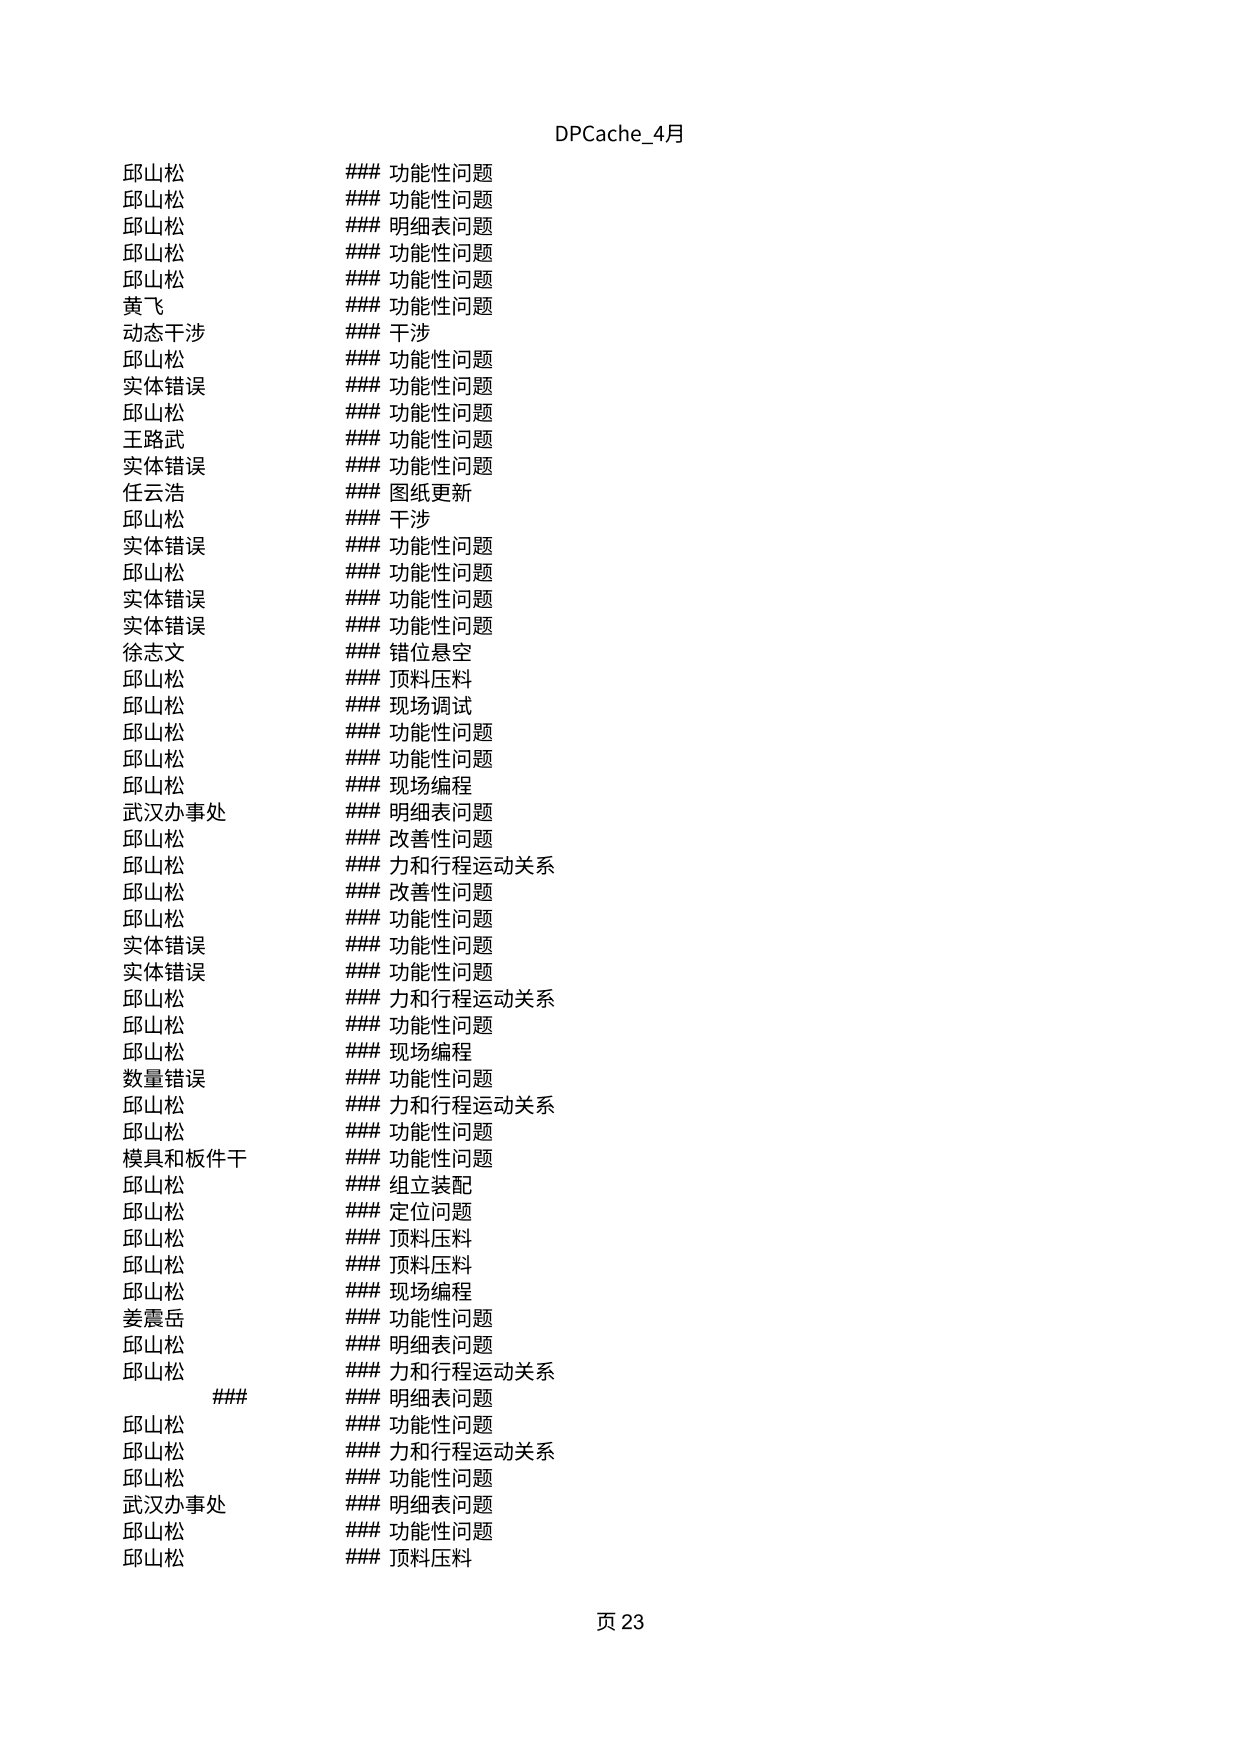 DPCache_4月
邱山松 ### 功能性问题
邱山松 ### 功能性问题
邱山松 ### 明细表问题
邱山松 ### 功能性问题
邱山松 ### 功能性问题
黄飞 ### 功能性问题
动态干涉 ### 干涉
邱山松 ### 功能性问题
实体错误 ### 功能性问题
邱山松 ### 功能性问题
王路武 ### 功能性问题
实体错误 ### 功能性问题
任云浩 ### 图纸更新
邱山松 ### 干涉
实体错误 ### 功能性问题
邱山松 ### 功能性问题
实体错误 ### 功能性问题
实体错误 ### 功能性问题
徐志文 ### 错位悬空
邱山松 ### 顶料压料
邱山松 ### 现场调试
邱山松 ### 功能性问题
邱山松 ### 功能性问题
邱山松 ### 现场编程
武汉办事处 ### 明细表问题
邱山松 ### 改善性问题
邱山松 ### 力和行程运动关系
邱山松 ### 改善性问题
邱山松 ### 功能性问题
实体错误 ### 功能性问题
实体错误 ### 功能性问题
邱山松 ### 力和行程运动关系
邱山松 ### 功能性问题
邱山松 ### 现场编程
数量错误 ### 功能性问题
邱山松 ### 力和行程运动关系
邱山松 ### 功能性问题
模具和板件干 ### 功能性问题
邱山松 ### 组立装配
邱山松 ### 定位问题
邱山松 ### 顶料压料
邱山松 ### 顶料压料
邱山松 ### 现场编程
姜震岳 ### 功能性问题
邱山松 ### 明细表问题
邱山松 ### 力和行程运动关系
### ### 明细表问题
邱山松 ### 功能性问题
邱山松 ### 力和行程运动关系
邱山松 ### 功能性问题
武汉办事处 ### 明细表问题
邱山松 ### 功能性问题
邱山松 ### 顶料压料
页 23